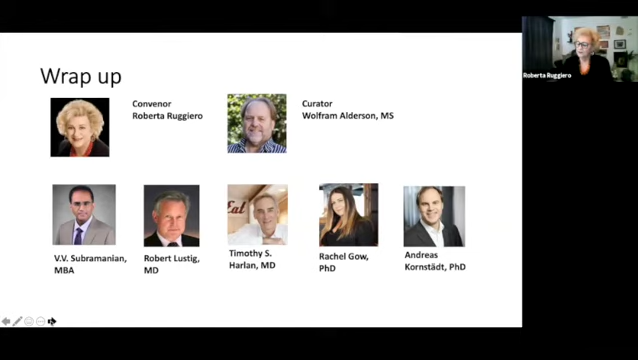 Wrap up
Convenor
Roberta Ruggiero
Curator
Wolfram Alderson, MS
V.V. Subramanian,
MBA
Robert Lustig,
MD
Eat
Timothy S.
Harlan, MD
Rachel Gow,
PhD
Andreas
Kornstädt, PhD
Roberta Ruggiero